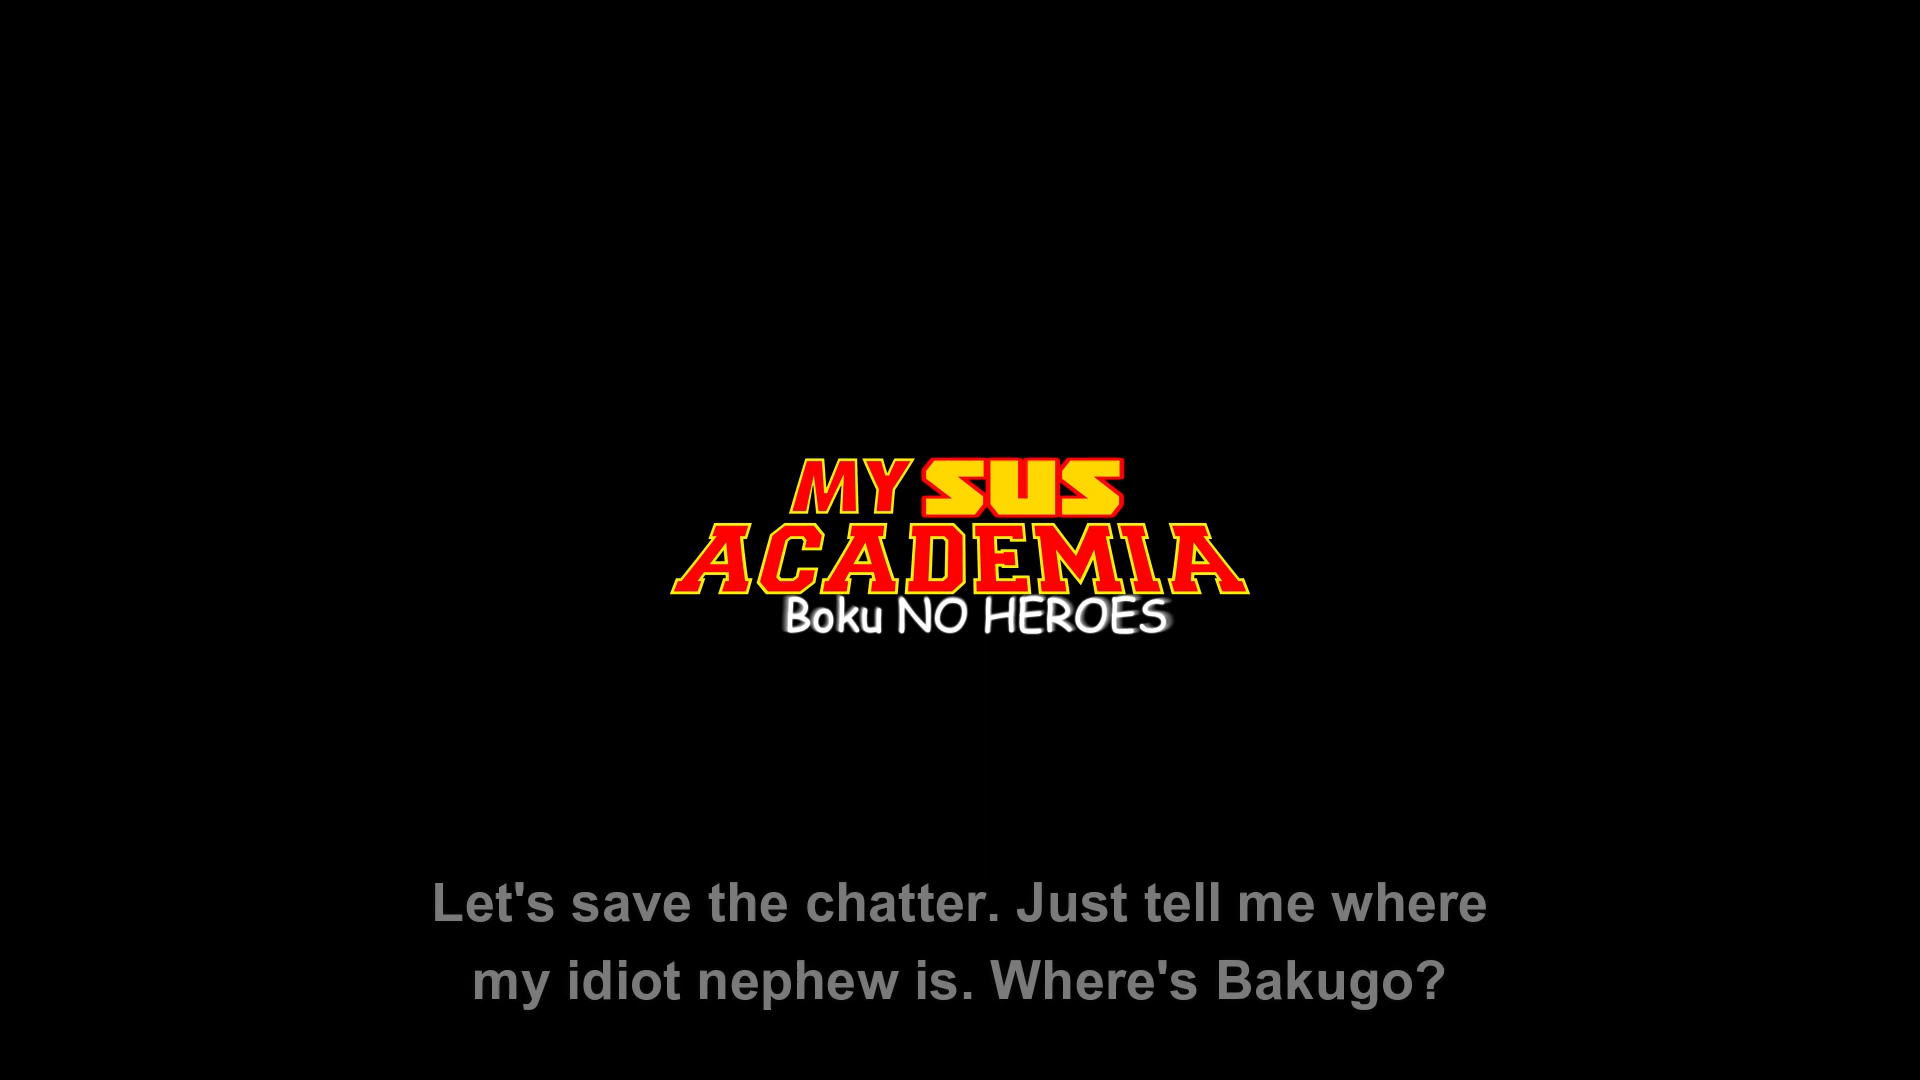 MY SUS
ACADEMIA
Boku NO HEROES
Let's save the chatter. Just tell me where
my idiot nephew is. Where's Bakugo?